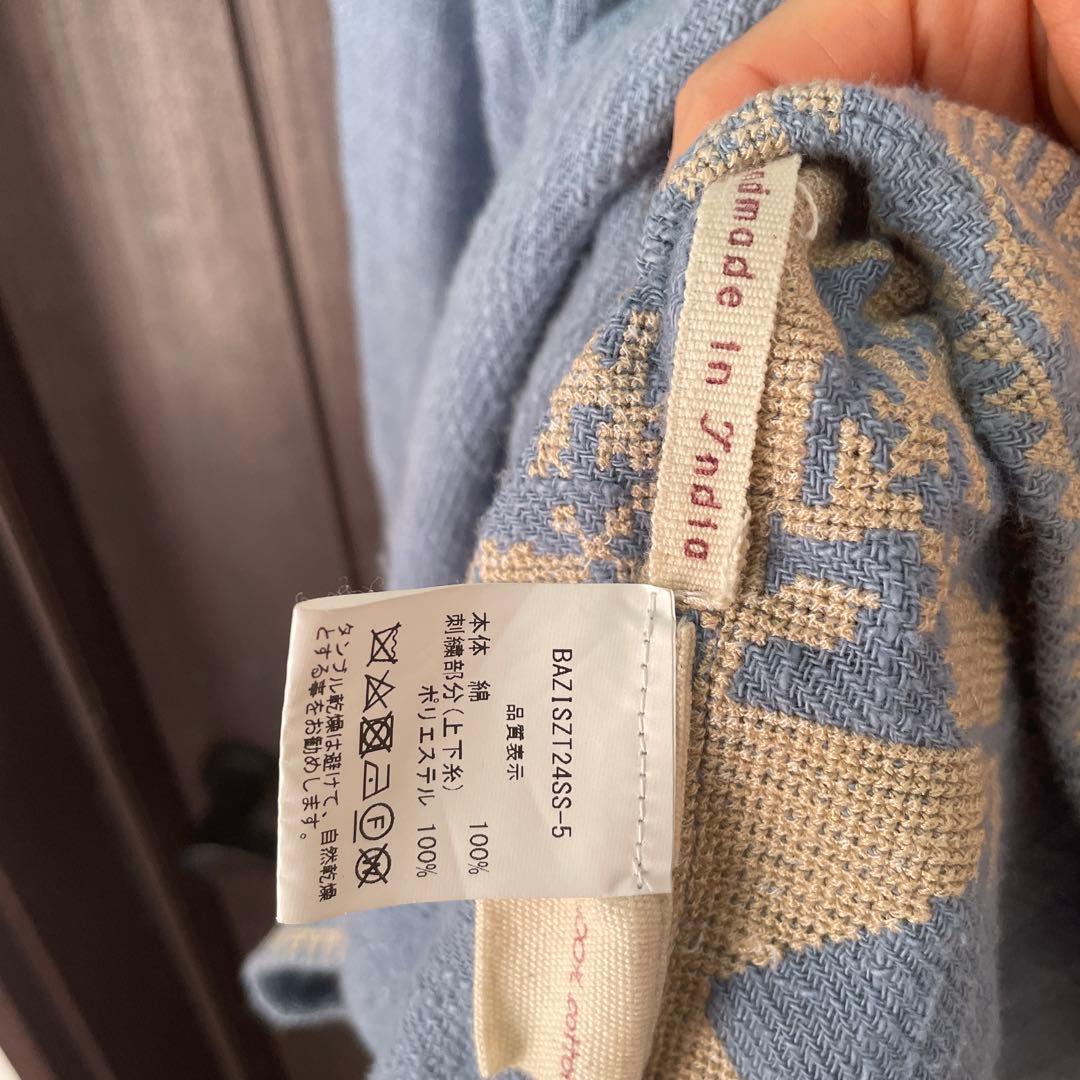 ndmade in India
BAZISZT24SS-5
品質表示
本体 綿 100%
刺繍部分(上下糸)
ポリエステル 100%
タンブル乾燥は避けて、自然乾燥
とする事をお勧めします。